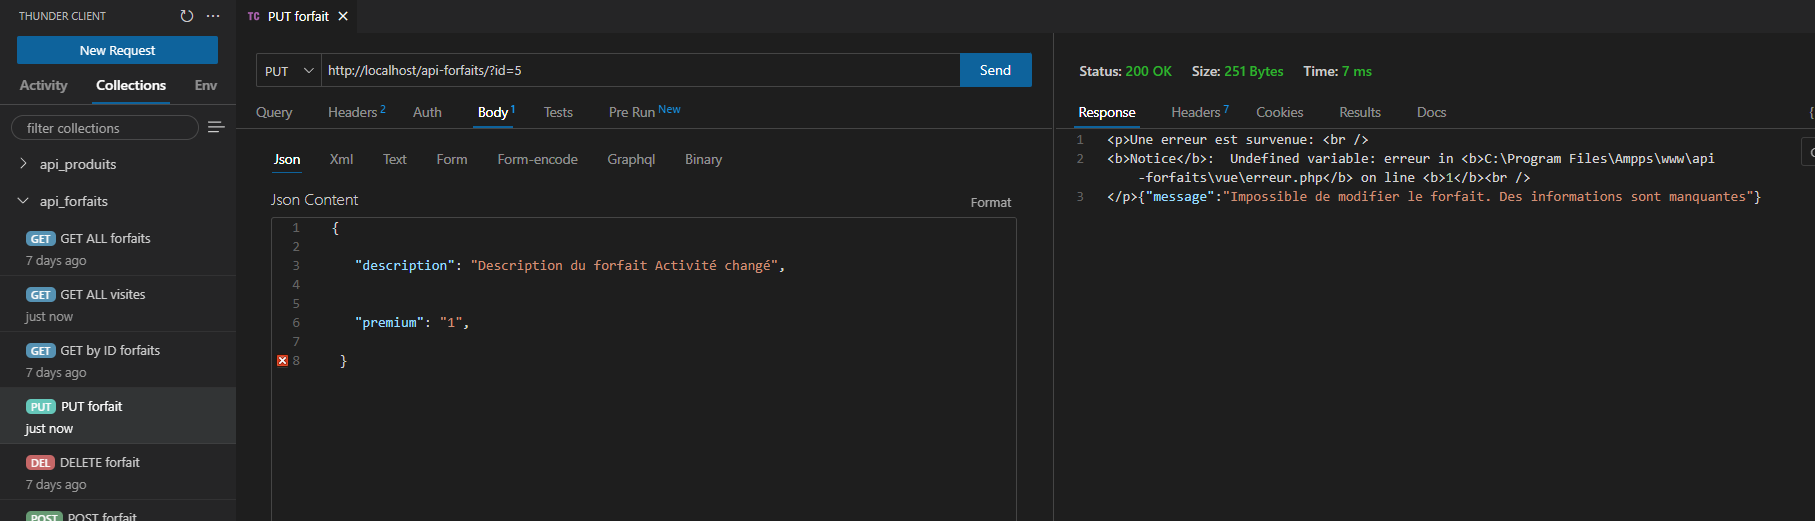 THUNDER CLIENT
New Request
Activity Collections Env
filter collections
api_produits
api_forfaits
GET GET ALL forfaits
7 days ago
GET GET ALL visites
just now
GET GET by ID forfaits
7 days ago
PUT PUT forfait
just now
DEL DELETE forfait
7 days ago
POST POST forfait
TC PUT forfait
PUT http://localhost/api-forfaits/?id=5 Send
Query Headers 2 Auth Body 1 Tests Pre Run New
Json Xml Text Form Form-encode Graphql Binary
Json Content Format
1 {
2
3 "description": "Description du forfait Activité changé",
4
5
6 "premium": "1",
7
8 }
Status: 200 OK Size: 251 Bytes Time: 7 ms
Response Headers 7 Cookies Results Docs {
1 <p>Une erreur est survenue: <br />
2 <b>Notice</b>:  Undefined variable: erreur in <b>C:\Program Files\Ampps\www\api
-forfaits\vue\erreur.php</b> on line <b>1</b><br />
3 </p>{"message":"Impossible de modifier le forfait. Des informations sont manquantes"}